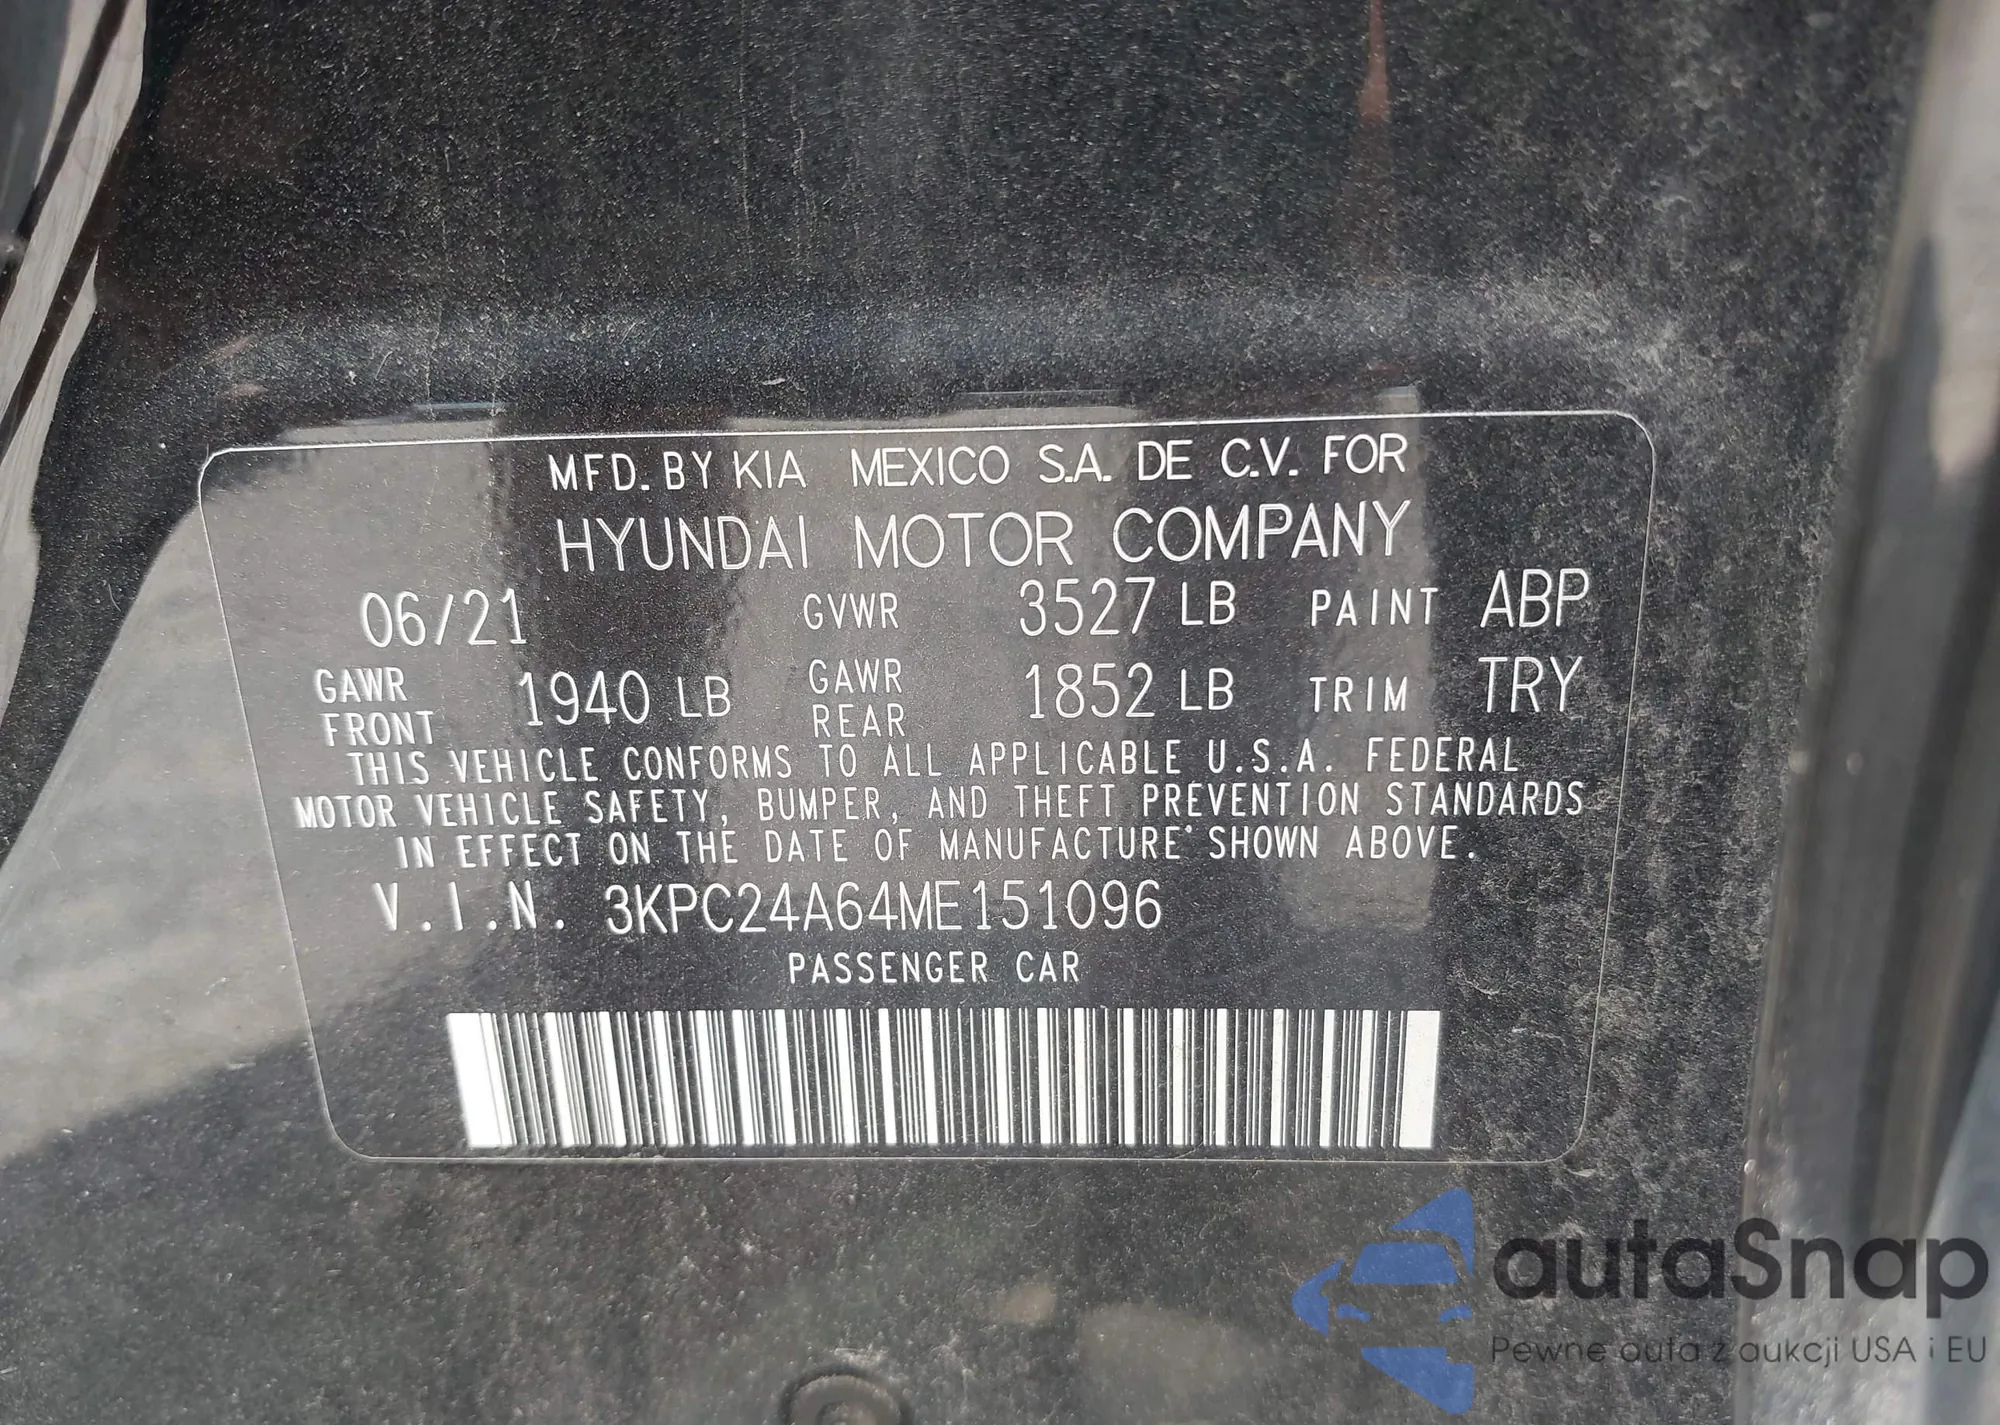 MFD. BY KIA MEXICO S.A. DE C.V. FOR
HYUNDAI MOTOR COMPANY
06/21 GVWR 3527 LB PAINT ABP
GAWR FRONT 1940 LB GAWR REAR 1852 LB TRIM TRY
THIS VEHICLE CONFORMS TO ALL APPLICABLE U.S.A. FEDERAL
MOTOR VEHICLE SAFETY, BUMPER, AND THEFT PREVENTION STANDARDS
IN EFFECT ON THE DATE OF MANUFACTURE SHOWN ABOVE.
V.I.N. 3KPC24A64ME151096
PASSENGER CAR
autaSnap
Pewne auta z aukcji USA i EU